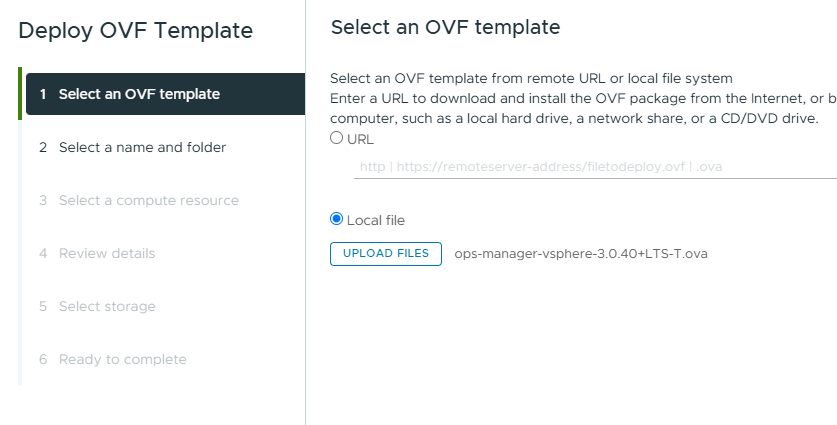 Deploy OVF Template
1 Select an OVF template
2 Select a name and folder
3 Select a compute resource
4 Review details
5 Select storage
6 Ready to complete
Select an OVF template
Select an OVF template from remote URL or local file system
Enter a URL to download and install the OVF package from the Internet, or b
computer, such as a local hard drive, a network share, or a CD/DVD drive.
URL
http | https://remoteserver-address/filetodeploy.ovf | .ova
Local file
UPLOAD FILES ops-manager-vsphere-3.0.40+LTS-T.ova